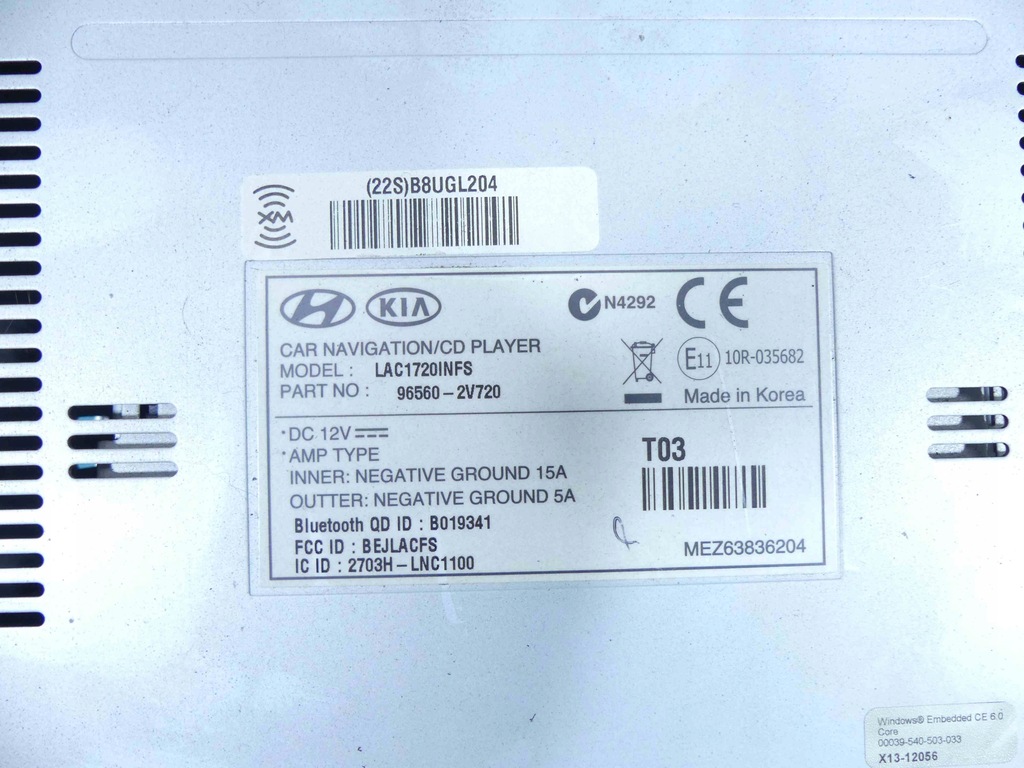 (22S)B8UGL204
XM
KIA
N4292
CE
CAR NAVIGATION/CD PLAYER
MODEL : LAC1720INFS
PART NO : 96560-2V720
E11 10R-035682
Made in Korea
*DC 12V
*AMP TYPE
INNER: NEGATIVE GROUND 15A
OUTTER: NEGATIVE GROUND 5A
Bluetooth QD ID : B019341
FCC ID : BEJLACFS
IC ID : 2703H-LNC1100
T03
MEZ63836204
Windows® Embedded CE 6.0
Core
00039-540-503-033
X13-12056